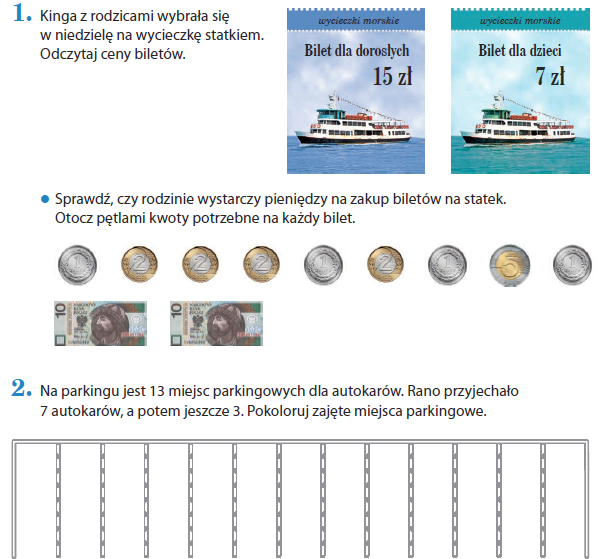 1. Kinga z rodzicami wybrała się
w niedzielę na wycieczkę statkiem.
Odczytaj ceny biletów.
wycieczki morskie
Bilet dla dorosłych
15 zł
wycieczki morskie
Bilet dla dzieci
7 zł
• Sprawdź, czy rodzinie wystarczy pieniędzy na zakup biletów na statek.
Otocz pętlami kwoty potrzebne na każdy bilet.
1 2 2 2 1 2 1 5 1
10 10
2. Na parkingu jest 13 miejsc parkingowych dla autokarów. Rano przyjechało
7 autokarów, a potem jeszcze 3. Pokoloruj zajęte miejsca parkingowe.